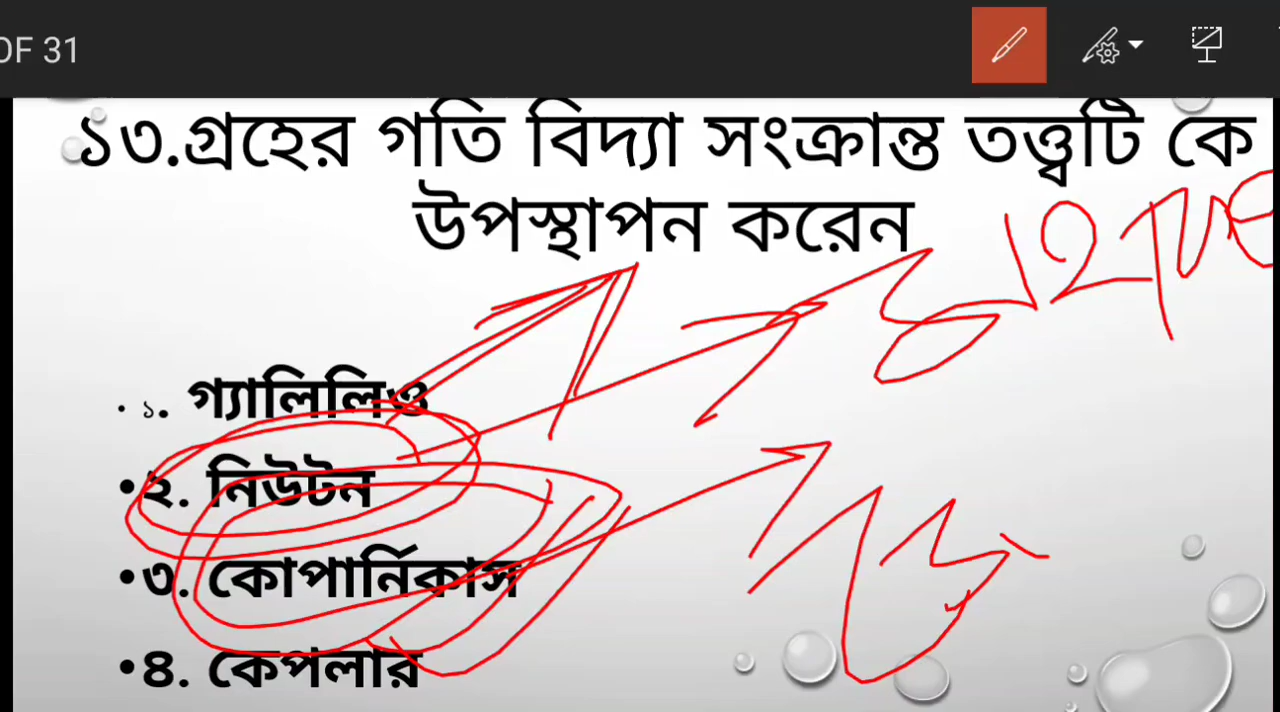 OF 31
১৩.গ্রহের গতি বিদ্যা সংক্রান্ত তত্ত্বটি কে
উপস্থাপন করেন
• ১. গ্যালিলিও
•২. নিউটন
•৩. কোপার্নিকাস
•৪. কেপলার